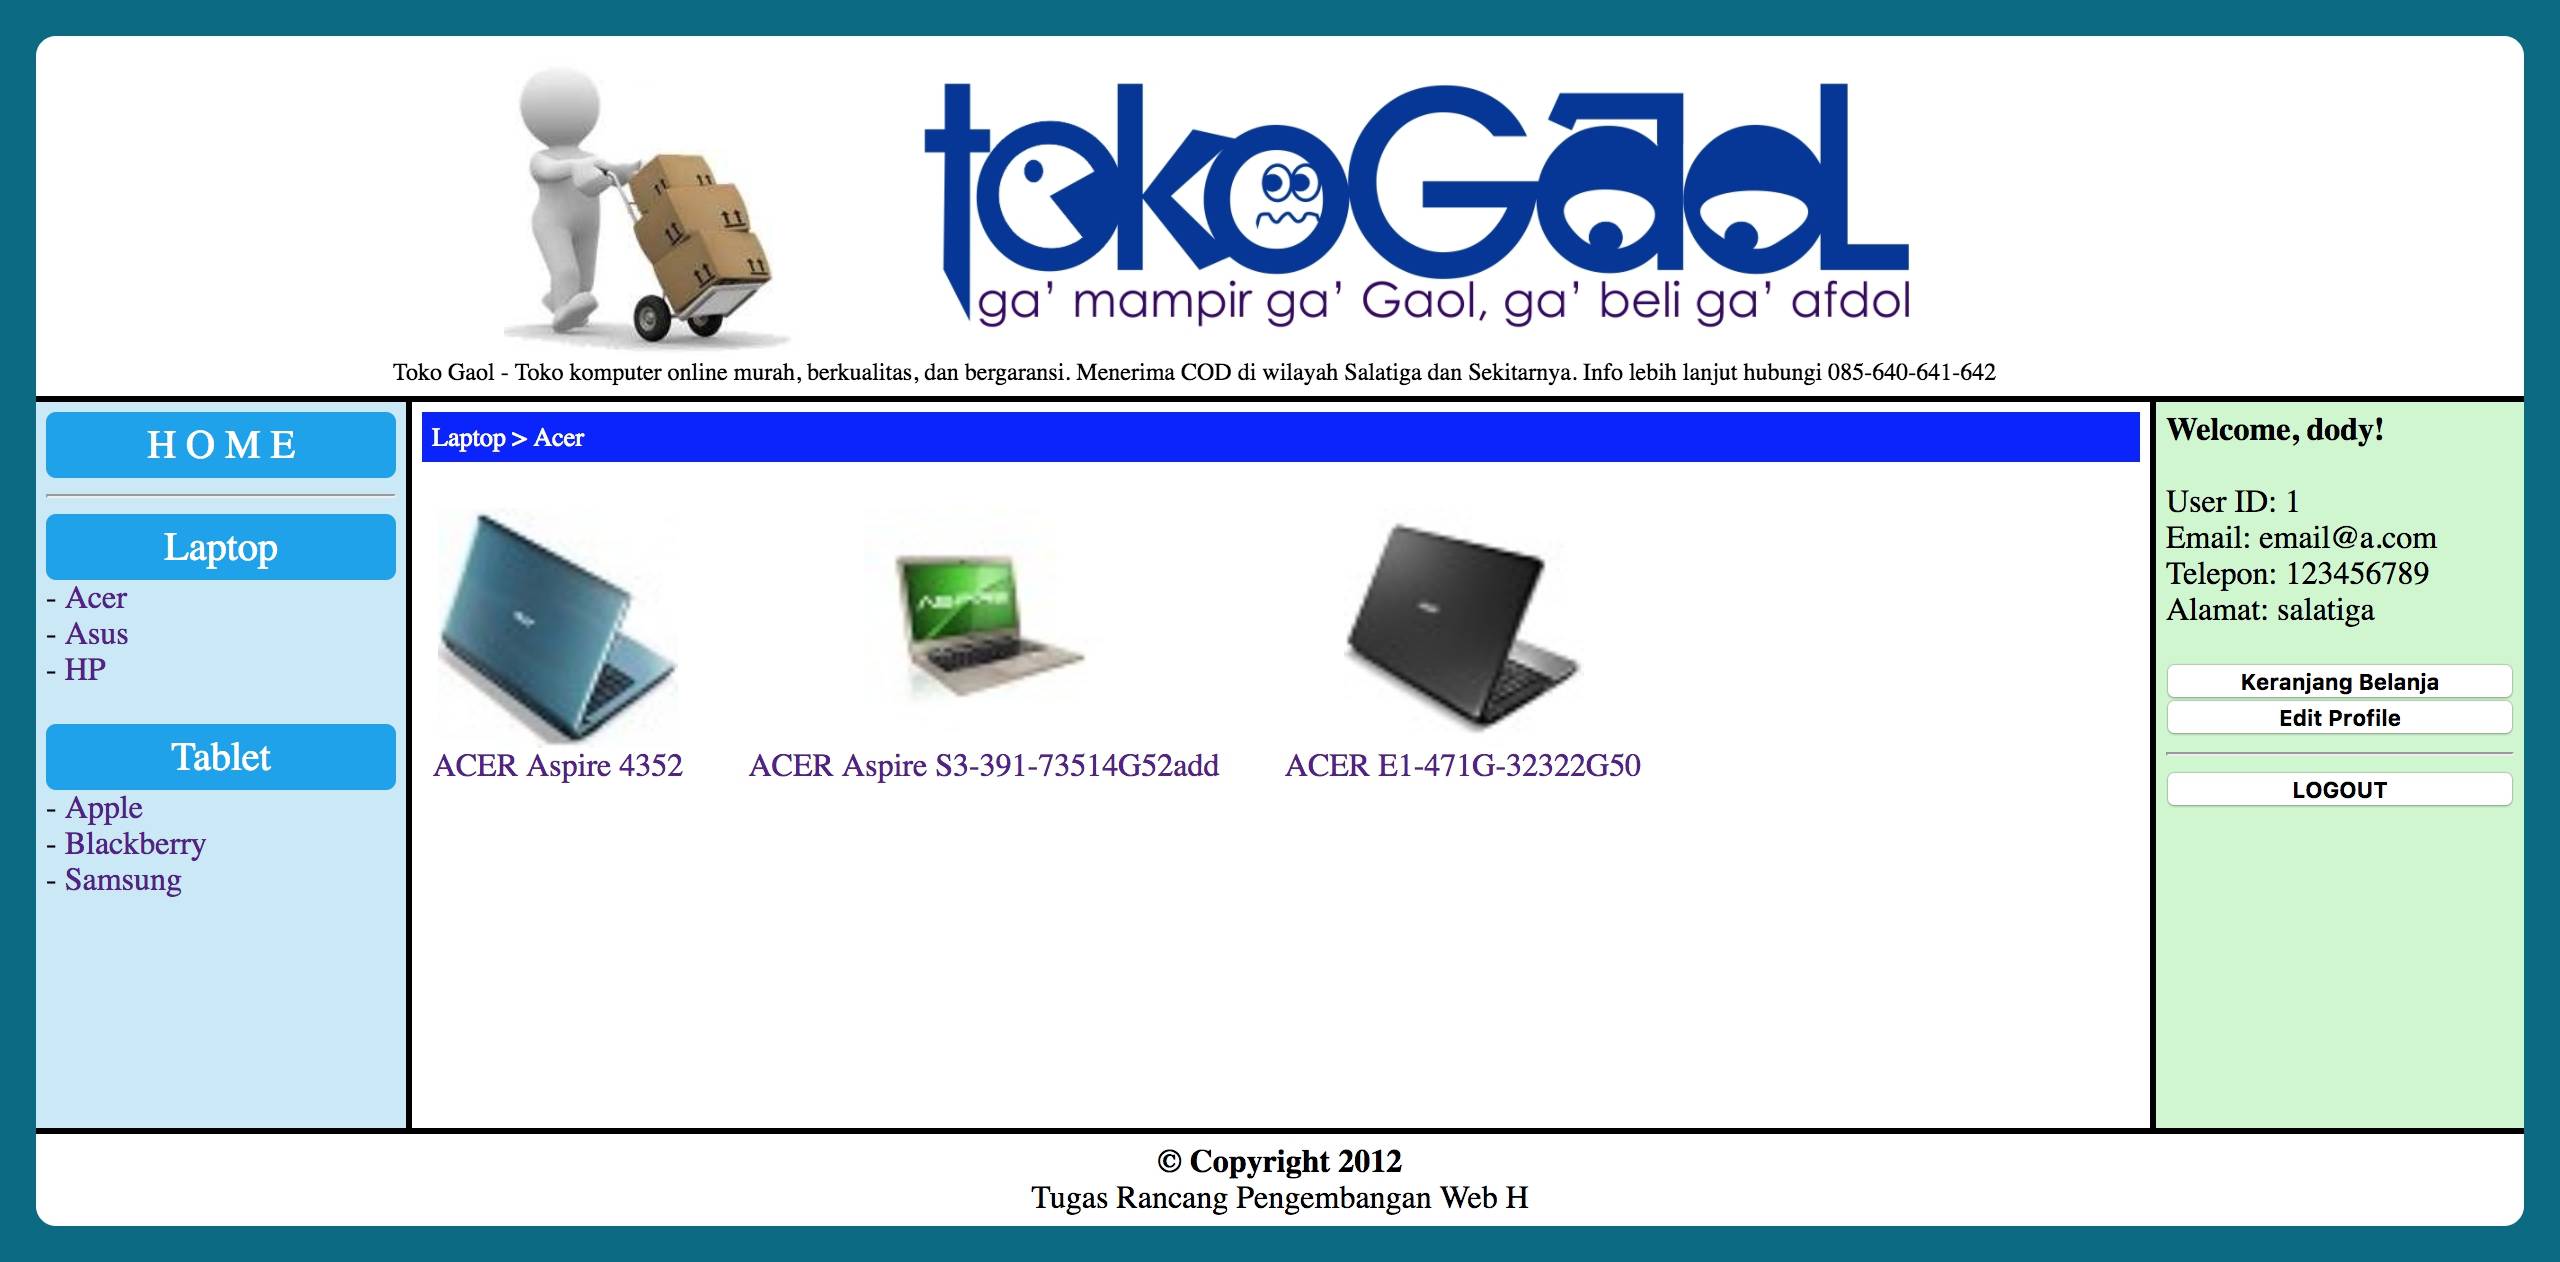 tokoGaoL
ga' mampir ga' Gaol, ga' beli ga' afdol
Toko Gaol - Toko komputer online murah, berkualitas, dan bergaransi. Menerima COD di wilayah Salatiga dan Sekitarnya. Info lebih lanjut hubungi 085-640-641-642
H O M E
Laptop
- Acer
- Asus
- HP
Tablet
- Apple
- Blackberry
- Samsung
Laptop > Acer
ASPIRE
ACER Aspire 4352
ACER Aspire S3-391-73514G52add
ACER E1-471G-32322G50
Welcome, dody!
User ID: 1
Email: email@a.com
Telepon: 123456789
Alamat: salatiga
Keranjang Belanja
Edit Profile
LOGOUT
© Copyright 2012
Tugas Rancang Pengembangan Web H